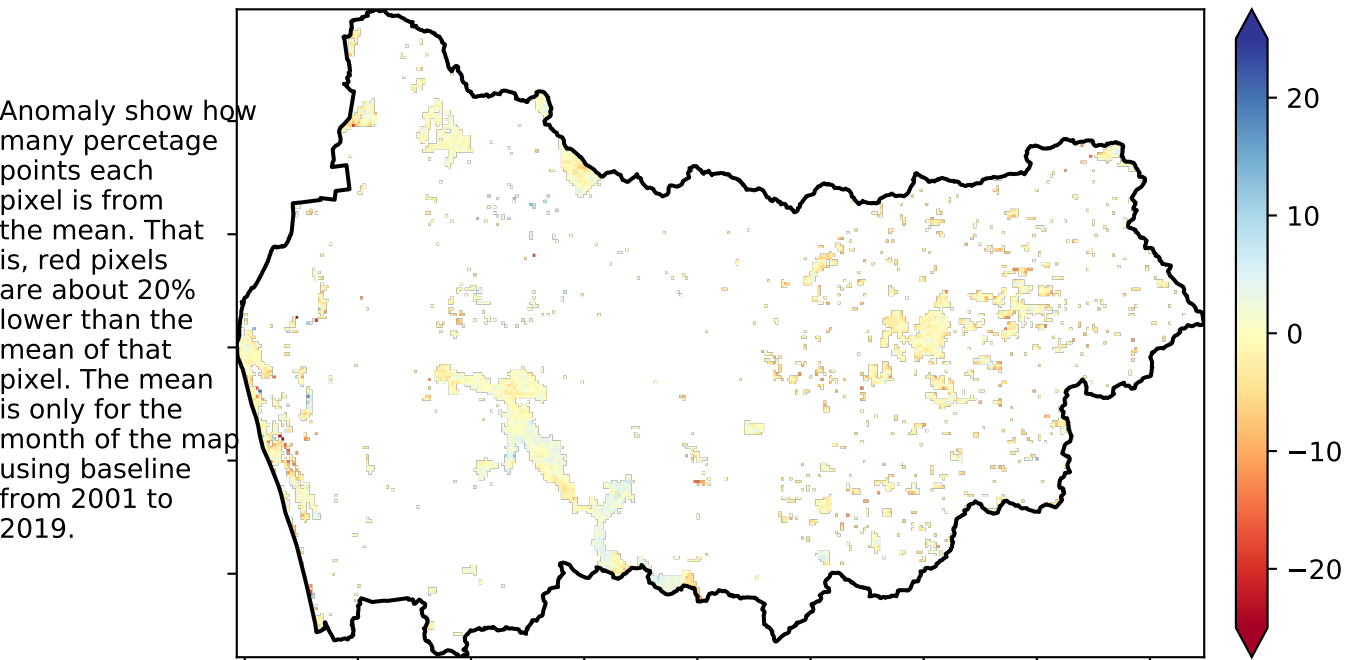 Anomaly show how
many percetage
points each
pixel is from
the mean. That
is, red pixels
are about 20%
lower than the
mean of that
pixel. The mean
is only for the
month of the map
using baseline
from 2001 to
2019.
20
10
0
−10
−20